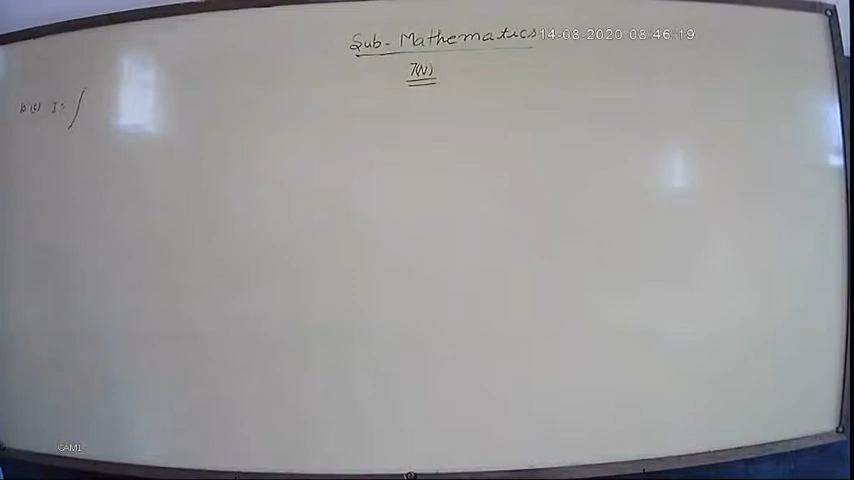 Sub- Mathematics
14-08-2020 08:46:19
7(N)
I = ∫
CAM1